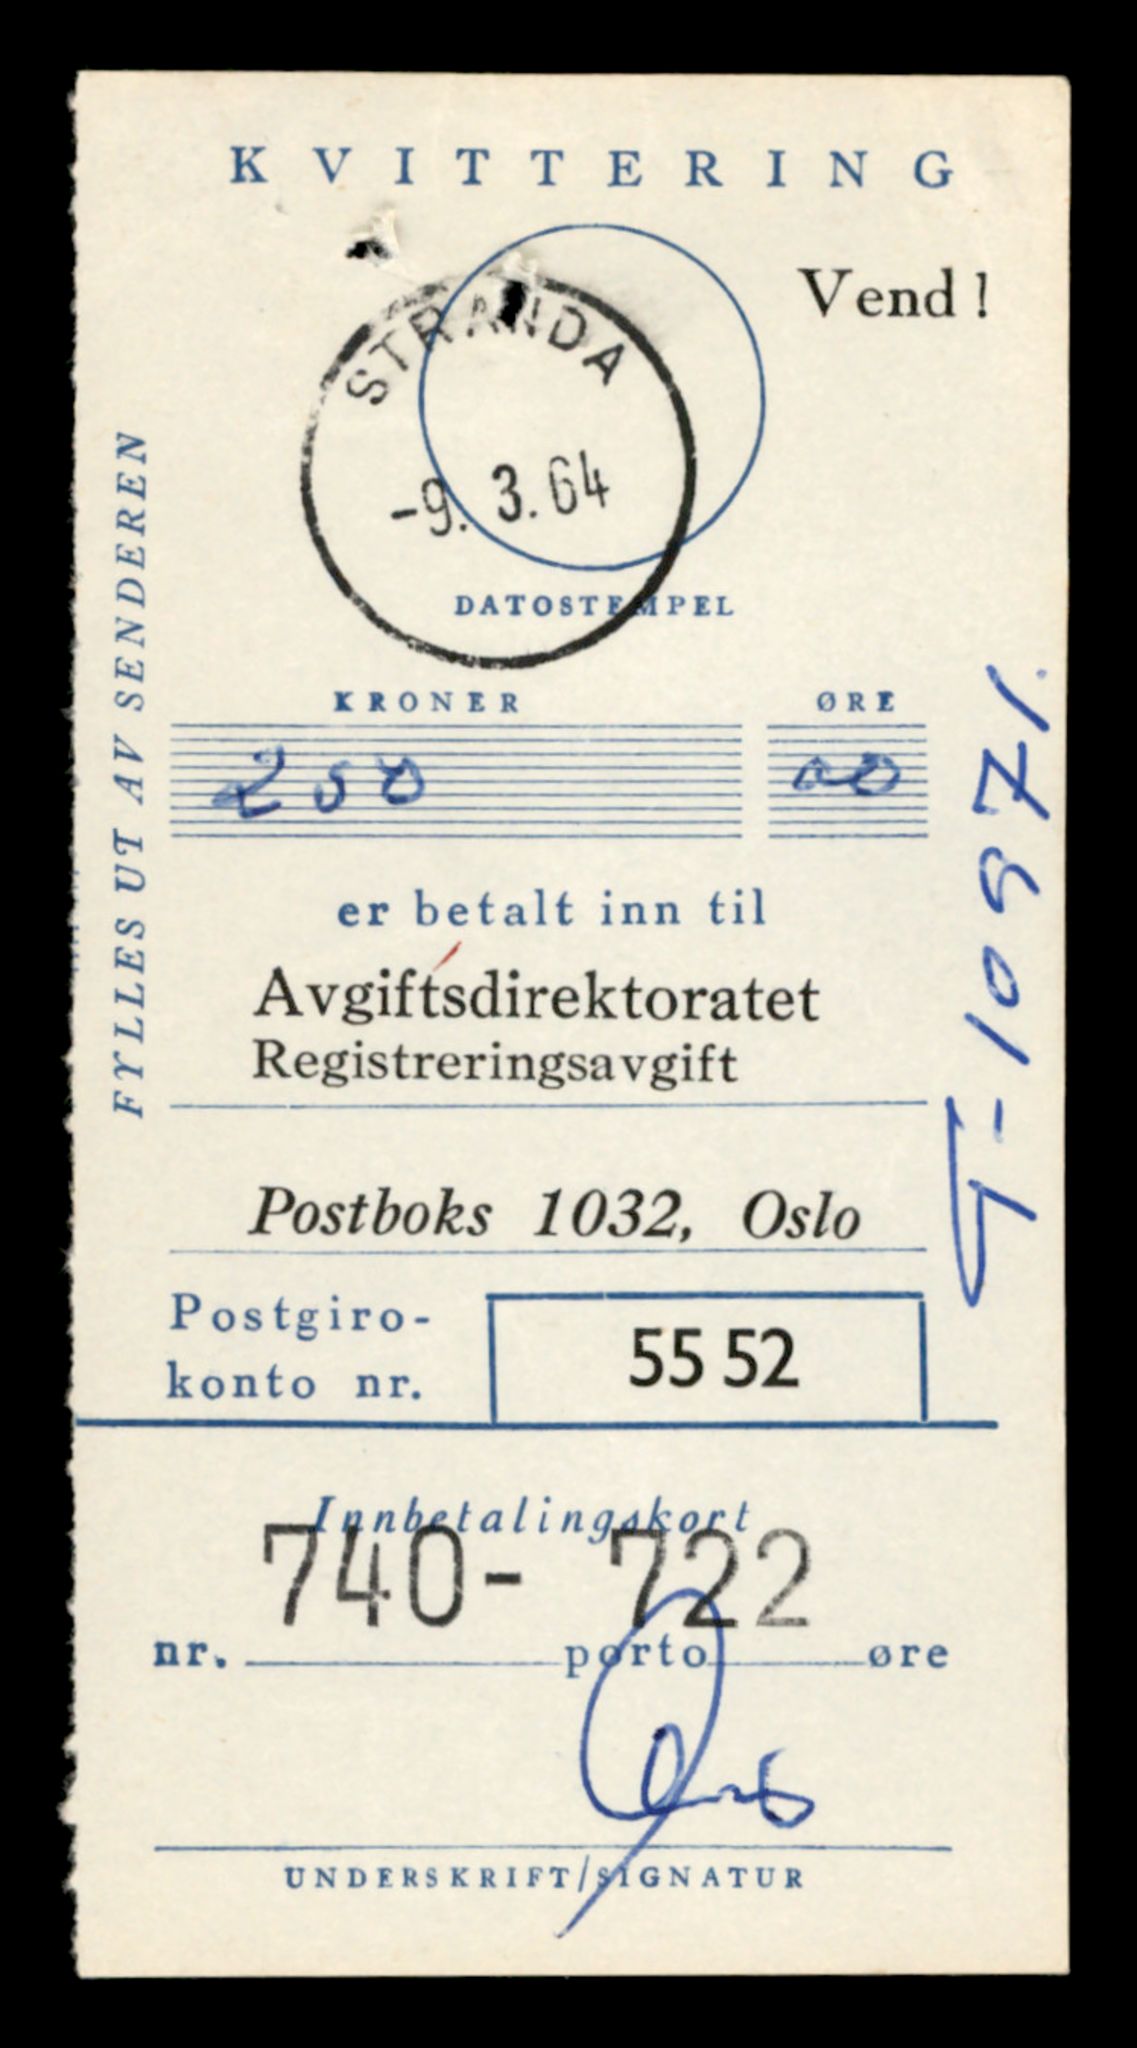 KVITTERING
Vend!
STRANDA
-9. 3. 64
DATOSTEMPEL
FYLLES UT AV SENDEREN
KRONER ØRE
250 00
er betalt inn til
Avgiftsdirektoratet
Registreringsavgift
T-10971.
Postboks 1032, Oslo
Postgiro-
konto nr.
55 52
Innbetalingskort
740- 722
nr. porto øre
UNDERSKRIFT/SIGNATUR